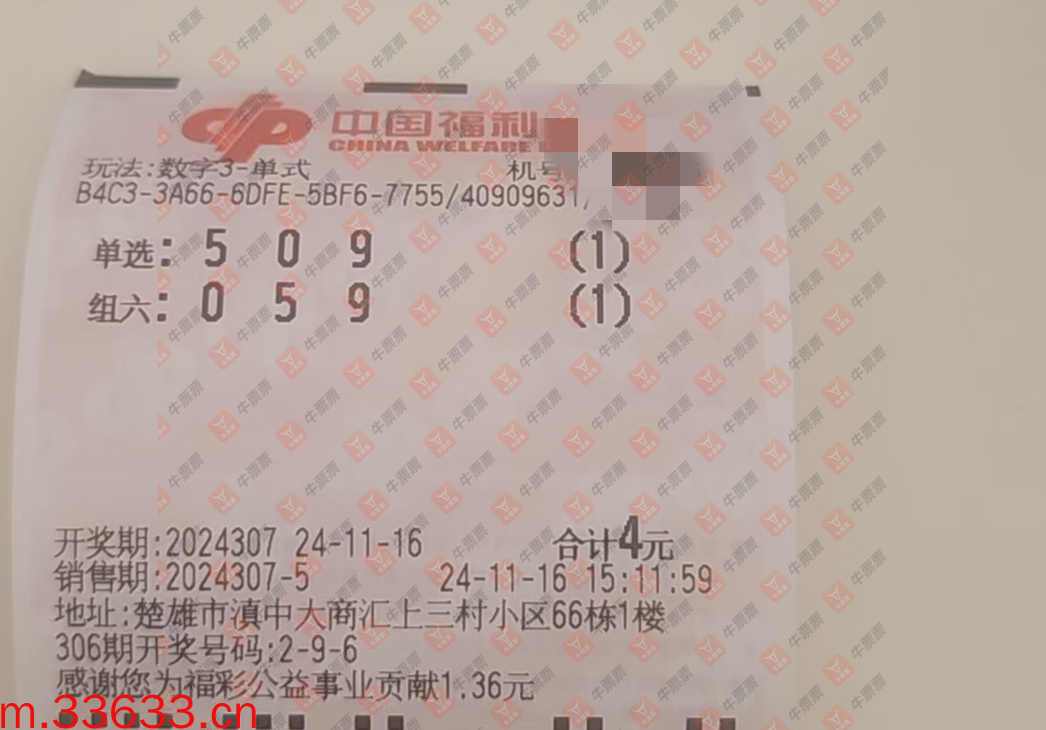 中国福利
CHINA WELFARE
玩法:数字3-单式 机号
B4C3-3A66-6DFE-5BF6-7755/40909631/
单选: 5 0 9 (1)
组六: 0 5 9 (1)
开奖期:2024307 24-11-16 合计4元
销售期:2024307-5 24-11-16 15:11:59
地址:楚雄市滇中大商汇上三村小区66栋1楼
306期开奖号码:2-9-6
感谢您为福彩公益事业贡献1.36元
m.33633.cn
牛票票